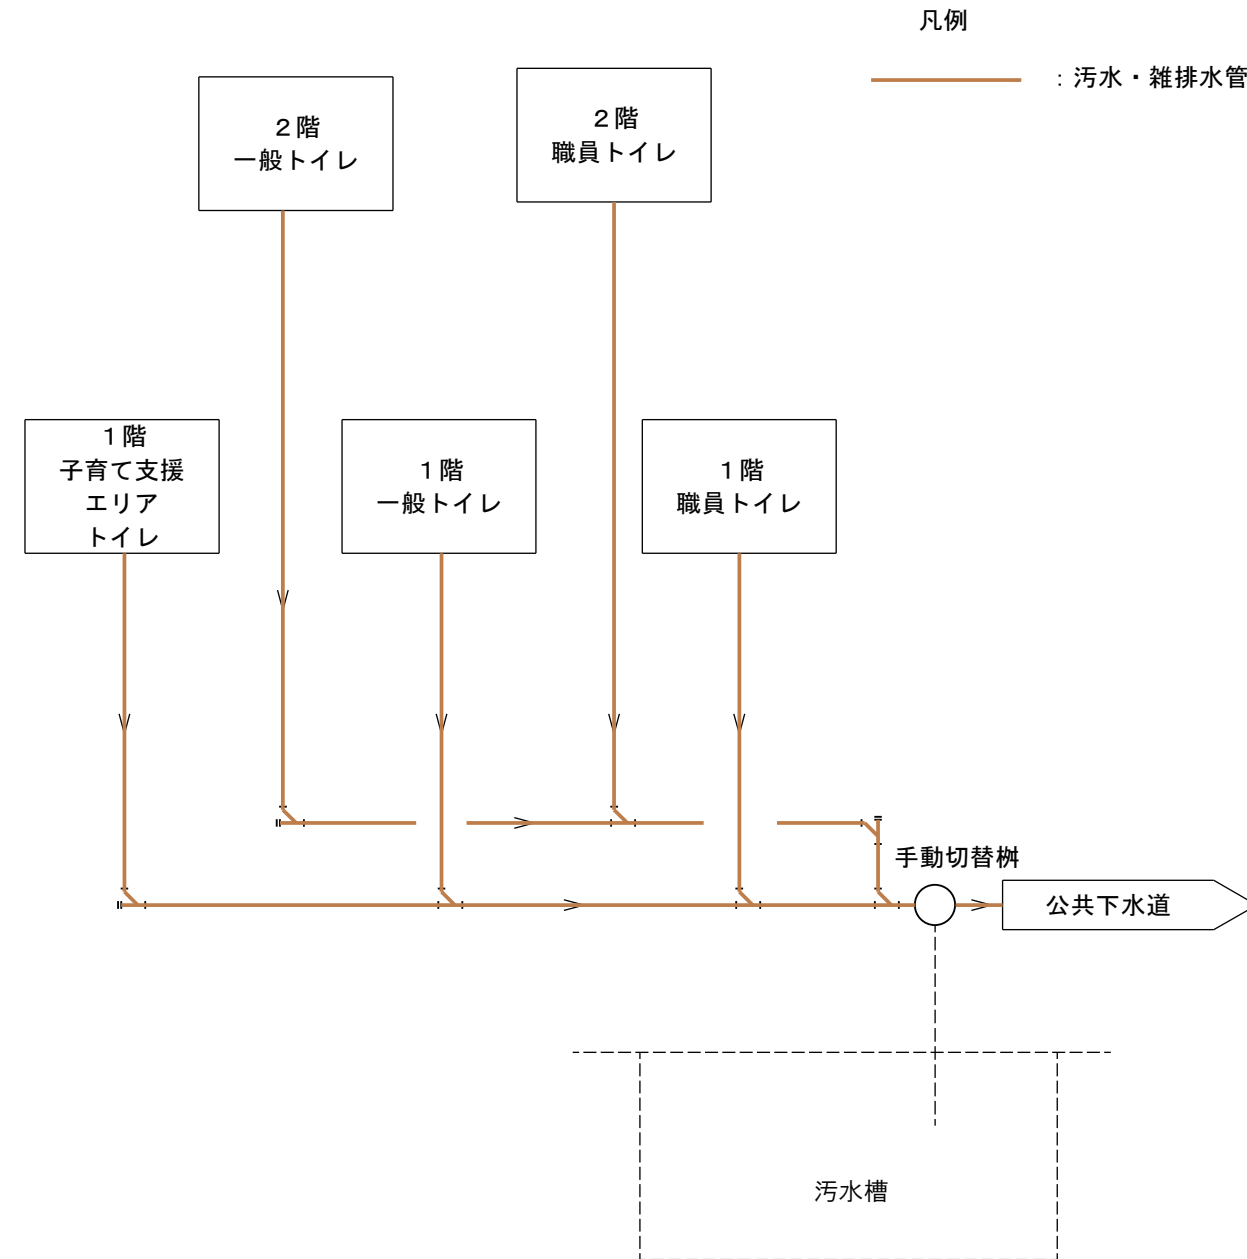 凡例
：汚水・雑排水管
２階
一般トイレ
２階
職員トイレ
１階
子育て支援
エリア
トイレ
１階
一般トイレ
１階
職員トイレ
手動切替桝
公共下水道
汚水槽